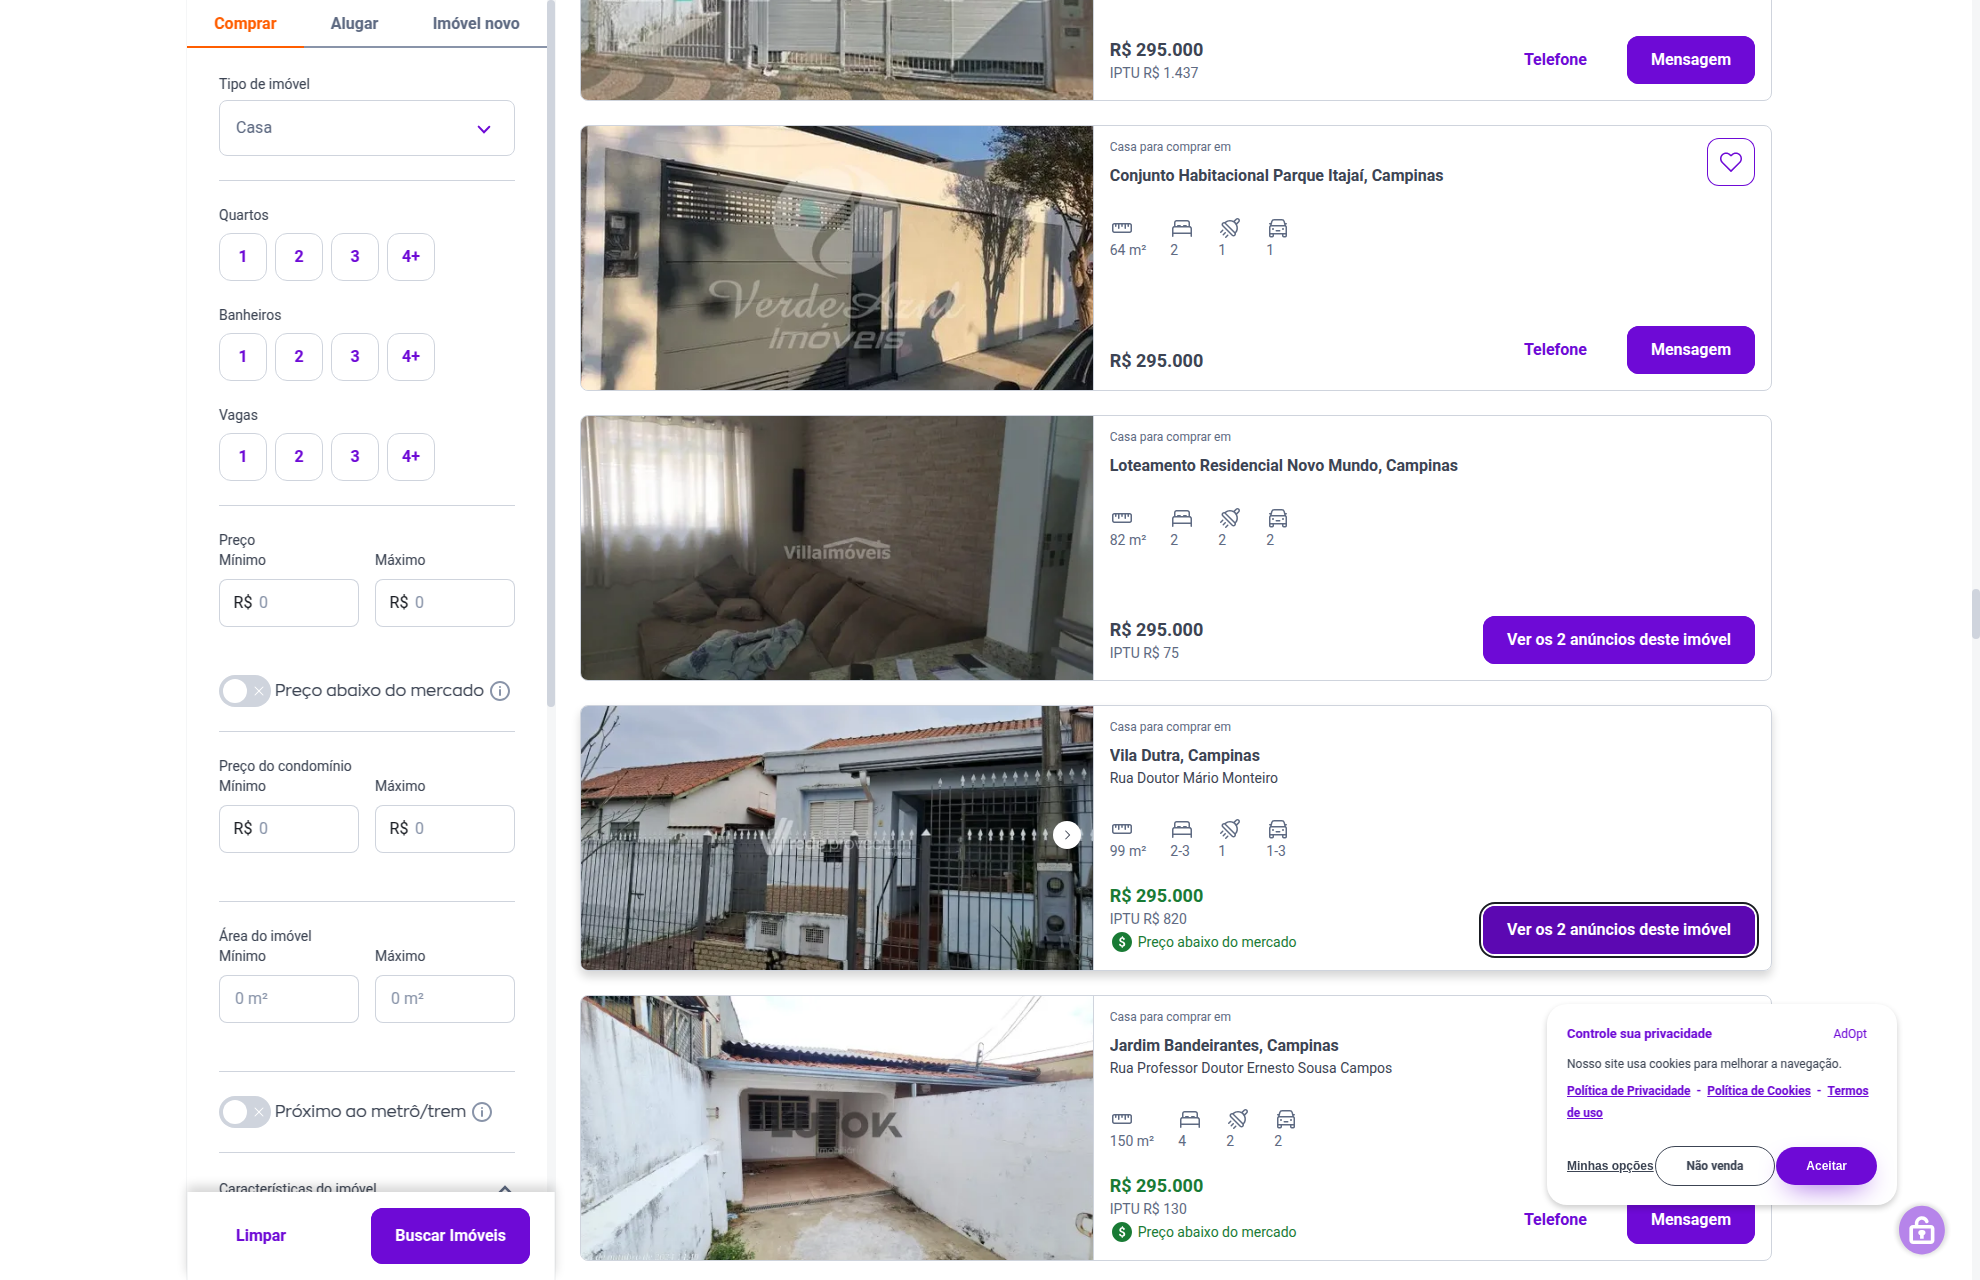 Comprar
Alugar
Imóvel novo
Tipo de imóvel
Casa
Quartos
1
2
3
4+
Banheiros
1
2
3
4+
Vagas
1
2
3
4+
Preço
Mínimo
Máximo
R$ 0
R$ 0
Preço abaixo do mercado
Preço do condomínio
Mínimo
Máximo
R$ 0
R$ 0
Área do imóvel
Mínimo
Máximo
0 m²
0 m²
Próximo ao metrô/trem
Características do imóvel
Limpar
Buscar Imóveis
R$ 295.000
IPTU R$ 1.437
Telefone
Mensagem
VerdeAzul
Imóveis
Casa para comprar em
Conjunto Habitacional Parque Itajaí, Campinas
64 m²
2
1
1
R$ 295.000
Telefone
Mensagem
Villaimóveis
Casa para comprar em
Loteamento Residencial Novo Mundo, Campinas
82 m²
2
2
2
R$ 295.000
IPTU R$ 75
Ver os 2 anúncios deste imóvel
Casa para comprar em
Vila Dutra, Campinas
Rua Doutor Mário Monteiro
99 m²
2-3
1
1-3
R$ 295.000
IPTU R$ 820
Preço abaixo do mercado
Ver os 2 anúncios deste imóvel
Casa para comprar em
Jardim Bandeirantes, Campinas
Rua Professor Doutor Ernesto Sousa Campos
150 m²
4
2
2
R$ 295.000
IPTU R$ 130
Preço abaixo do mercado
Telefone
Mensagem
Controle sua privacidade
AdOpt
Nosso site usa cookies para melhorar a navegação.
Política de Privacidade - Política de Cookies - Termos
de uso
Minhas opções
Não venda
Aceitar